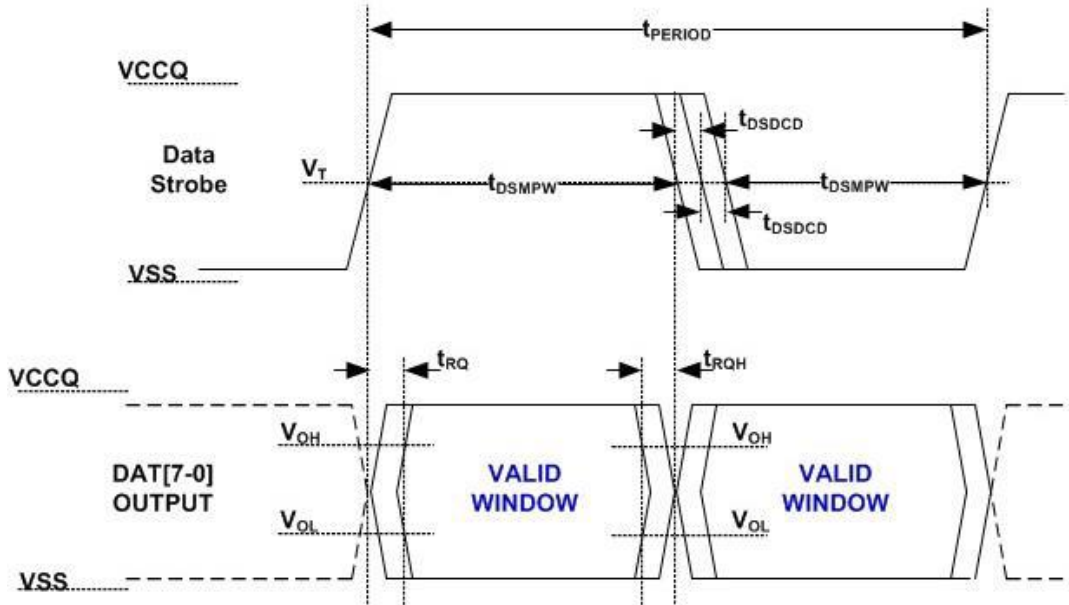 tPERIOD
VCCQ
tDSDCD
Data
Strobe
VT
tDSMPW
tDSMPW
tDSDCD
VSS
tRQ
tRQH
VCCQ
VOH
VOH
DAT[7-0]
OUTPUT
VALID
WINDOW
VALID
WINDOW
VOL
VOL
VSS